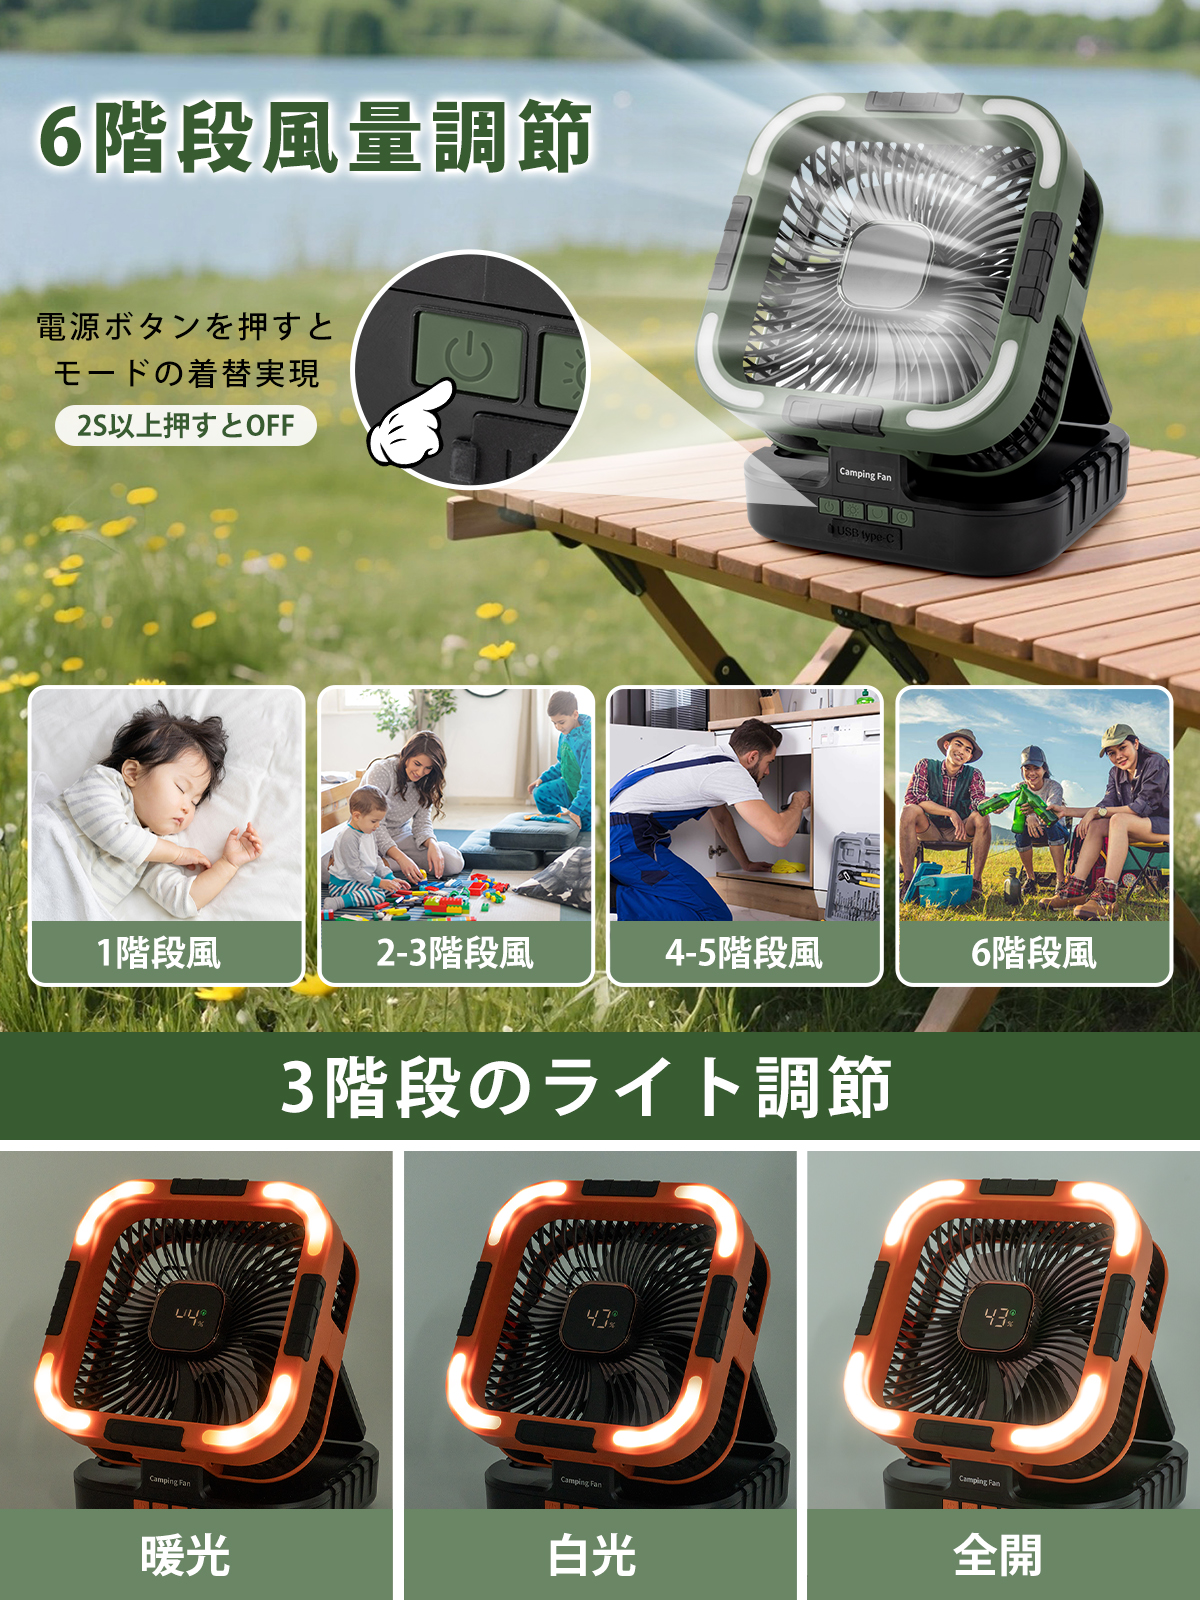 6階段風量調節
電源ボタンを押すと
モードの着替実現
2S以上押すとOFF
Camping Fan
USB type-C
1階段風
2-3階段風
4-5階段風
6階段風
3階段のライト調節
44%
47%
43%
Camping Fan
Camping Fan
Camping Fan
暖光
白光
全開